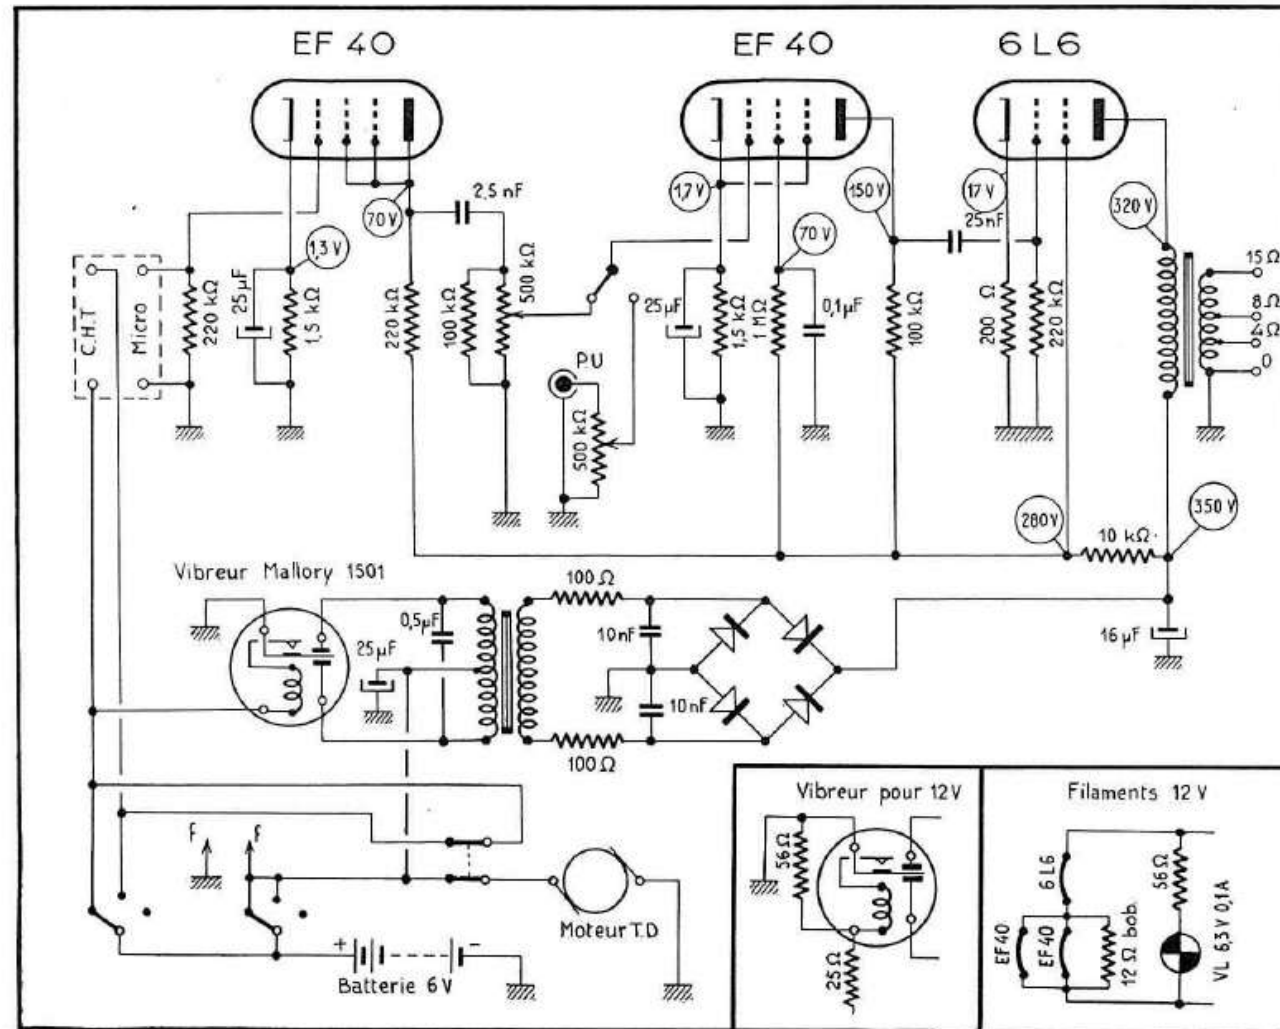 EF 40
EF 40
6 L6
70 V
2,5 nF
1,7 V
150 V
17 V
25 nF
320 V
1,3 V
70 V
C.H.T
Micro
220 kΩ
25 µF
1,5 kΩ
220 kΩ
100 kΩ
500 kΩ
25 µF
1,5 kΩ
1 MΩ
0,1 µF
100 kΩ
200 Ω
220 kΩ
15 Ω
8 Ω
4 Ω
0
P.U
500 kΩ
280 V
10 kΩ
350 V
Vibreur Mallory 1501
100 Ω
0,5 µF
25 µF
10 nF
10 nF
16 µF
100 Ω
F
F
Moteur T.D
+
-
Batterie 6 V
Vibreur pour 12 V
56 Ω
25 Ω
Filaments 12 V
6 L6
EF 40
EF 40
12 Ω bob.
56 Ω
VL 6,3 V 0,1A